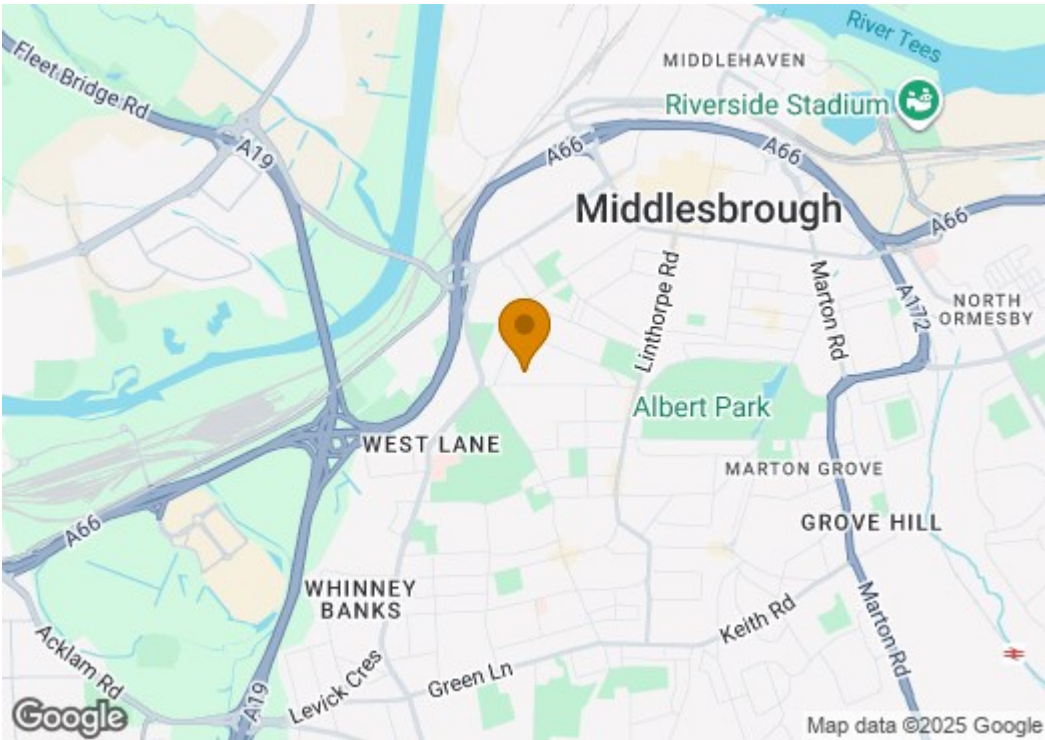 River Tees
MIDDLEHAVEN
Fleet Bridge Rd
Riverside Stadium
A19
A66
A66
Middlesbrough
A66
Linthorpe Rd
Marton Rd
A172
NORTH
ORMESBY
Albert Park
WEST LANE
MARTON GROVE
A66
GROVE HILL
WHINNEY
BANKS
Keith Rd
Marton Rd
Acklam Rd
Green Ln
Levick Cres
A19
Google
Map data ©2025 Google